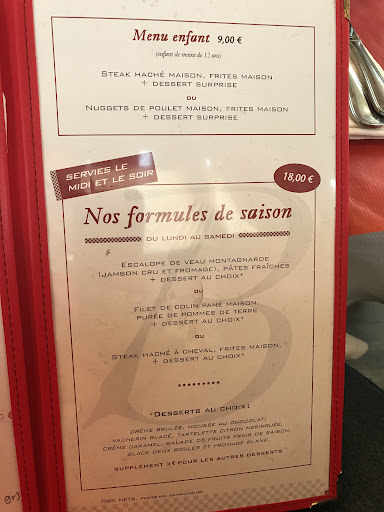 Menu enfant 9,00 €
(enfant de moins de 12 ans)
Steak haché maison, frites maison
+ dessert surprise
ou
Nuggets de poulet maison, frites maison
+ dessert surprise
SERVIES LE
MIDI ET LE SOIR
18,00 €
Nos formules de saison
DU LUNDI AU SAMEDI
Escalope de veau montagnarde
(jambon cru et fromage), pâtes fraîches
+ dessert au choix*
ou
Filet de colin pané maison,
purée de pommes de terre
+ dessert au choix*
ou
Steak haché à cheval, frites maison,
+ dessert au choix*
*Desserts au choix:
crème brulée, mousse au chocolat,
vacherin glacé, tartelette citron meringuée,
crème caramel, salade de fruits frais de saison,
glace deux boules et fromage blanc.
supplément 3 € pour les autres desserts
Prix nets.
gr)